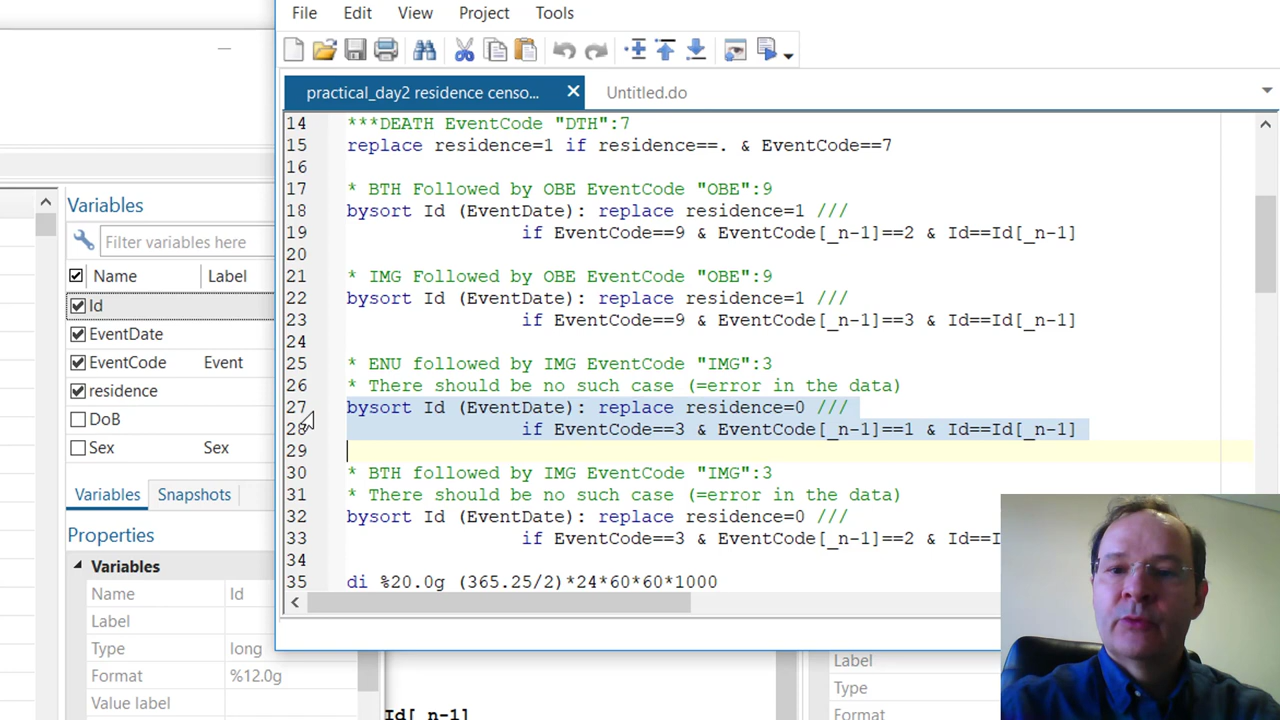 File Edit View Project Tools
practical_day2 residence censo... Untitled.do
14 ***DEATH EventCode "DTH":7
15 replace residence=1 if residence==. & EventCode==7
16
17 * BTH Followed by OBE EventCode "OBE":9
18 bysort Id (EventDate): replace residence=1 ///
19 if EventCode==9 & EventCode[_n-1]==2 & Id==Id[_n-1]
20
21 * IMG Followed by OBE EventCode "OBE":9
22 bysort Id (EventDate): replace residence=1 ///
23 if EventCode==9 & EventCode[_n-1]==3 & Id==Id[_n-1]
24
25 * ENU followed by IMG EventCode "IMG":3
26 * There should be no such case (=error in the data)
27 bysort Id (EventDate): replace residence=0 ///
28 if EventCode==3 & EventCode[_n-1]==1 & Id==Id[_n-1]
29
30 * BTH followed by IMG EventCode "IMG":3
31 * There should be no such case (=error in the data)
32 bysort Id (EventDate): replace residence=0 ///
33 if EventCode==3 & EventCode[_n-1]==2 & Id==I
34
35 di %20.0g (365.25/2)*24*60*60*1000
Variables
Filter variables here
Name Label
Id
EventDate
EventCode Event
residence
DoB
Sex Sex
Variables Snapshots
Properties
Variables
Name Id
Label
Type long
Format %12.0g
Value label
Id[_n-1]
Label
Type
Format